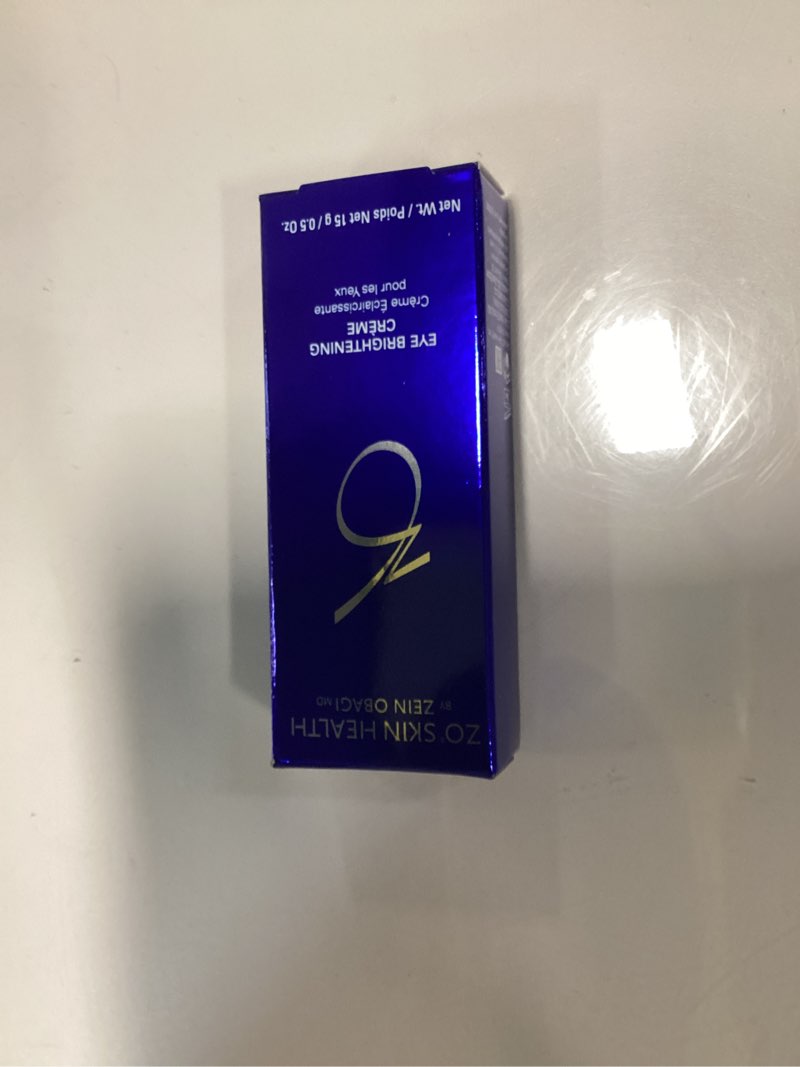 ZO® SKIN HEALTH
BY ZEIN OBAGI MD
ZO
EYE BRIGHTENING
CRÈME
Crème Éclaircissante
pour les Yeux
Net Wt. / Poids Net 15 g / 0.5 Oz.